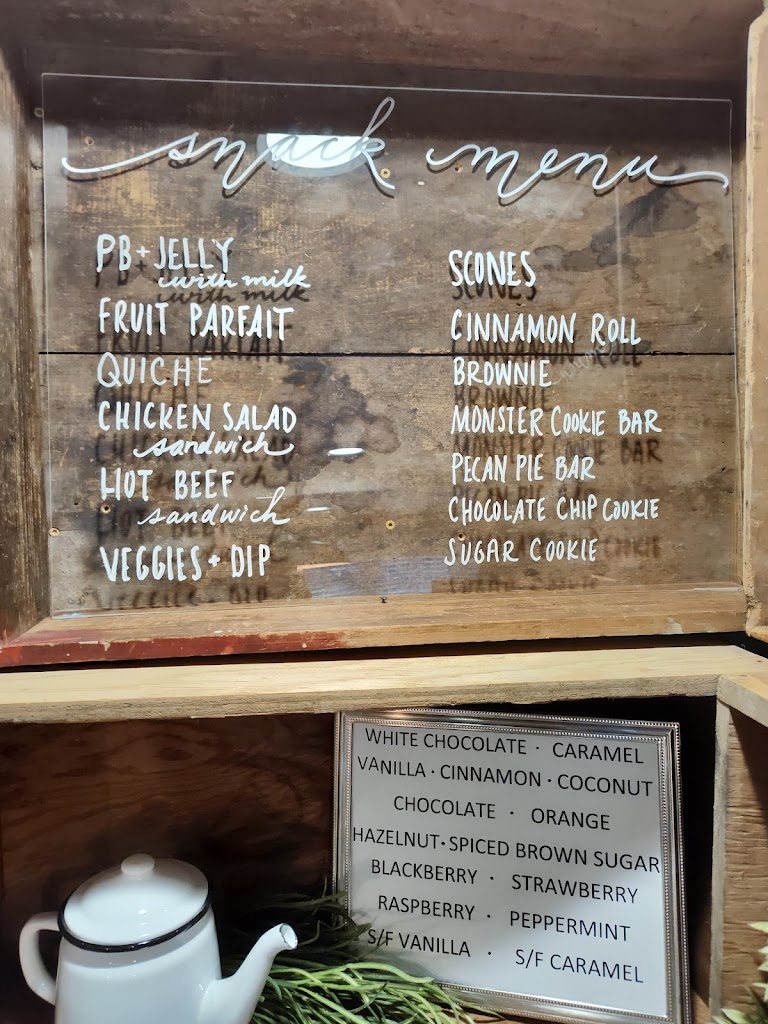 snack menu
PB + JELLY
with milk
FRUIT PARFAIT
QUICHE
CHICKEN SALAD
sandwich
HOT BEEF
sandwich
VEGGIES + DIP
SCONES
CINNAMON ROLL
BROWNIE
MONSTER COOKIE BAR
PECAN PIE BAR
CHOCOLATE CHIP COOKIE
SUGAR COOKIE
WHITE CHOCOLATE · CARAMEL
VANILLA · CINNAMON · COCONUT
CHOCOLATE · ORANGE
HAZELNUT · SPICED BROWN SUGAR
BLACKBERRY · STRAWBERRY
RASPBERRY · PEPPERMINT
S/F VANILLA · S/F CARAMEL